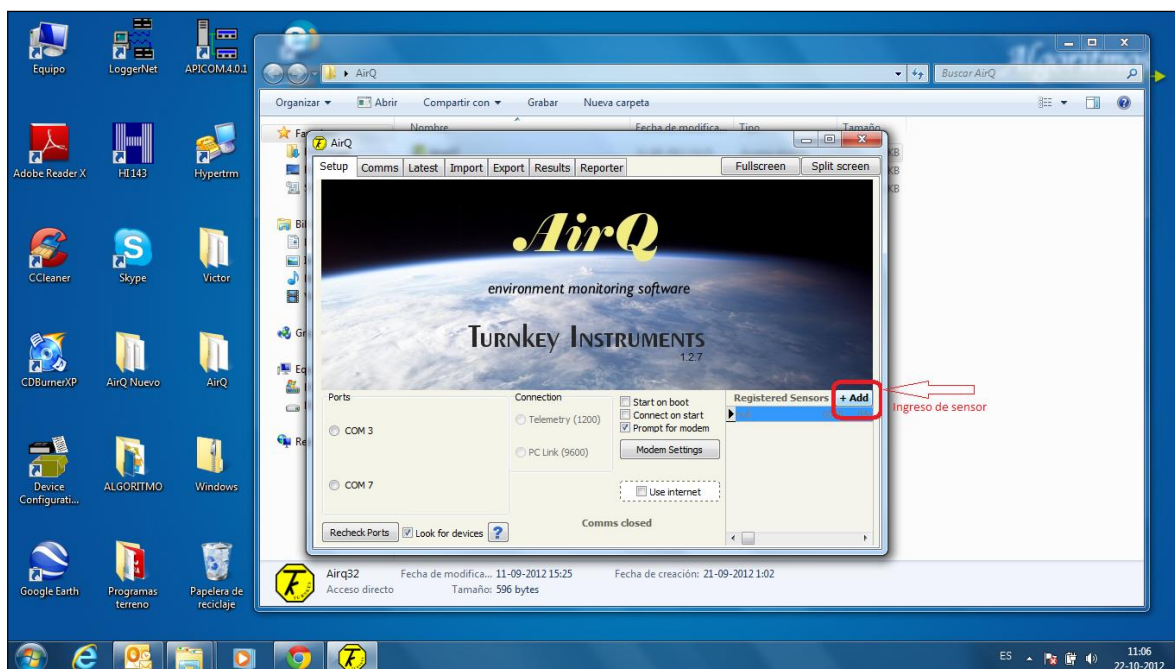 Equipo
LoggerNet
APICOM.4.0.1
Adobe Reader X
HI143
Hypertrm
CCleaner
Skype
Victor
CDBurnerXP
AirQ Nuevo
AirQ
Device
Configurati...
ALGORITMO
Windows
Google Earth
Programas
terreno
Papelera de
reciclaje
AirQ
Buscar AirQ
Organizar
Abrir
Compartir con
Grabar
Nueva carpeta
Nombre
Fecha de modifica...
Tipo
Tamaño
KB
KB
KB
AirQ
Setup
Comms
Latest
Import
Export
Results
Reporter
Fullscreen
Split screen
AirQ
environment monitoring software
Turnkey Instruments
1.2.7
Ports
COM 3
COM 7
Recheck Ports
Look for devices
?
Connection
Telemetry (1200)
PC Link (9600)
Start on boot
Connect on start
Prompt for modem
Modem Settings
Use internet
Comms closed
Registered Sensors
+ Add
Ingreso de sensor
Airq32
Fecha de modifica... 11-09-2012 15:25
Fecha de creación: 21-09-2012 1:02
Acceso directo
Tamaño: 596 bytes
ES
11:06
22-10-2012